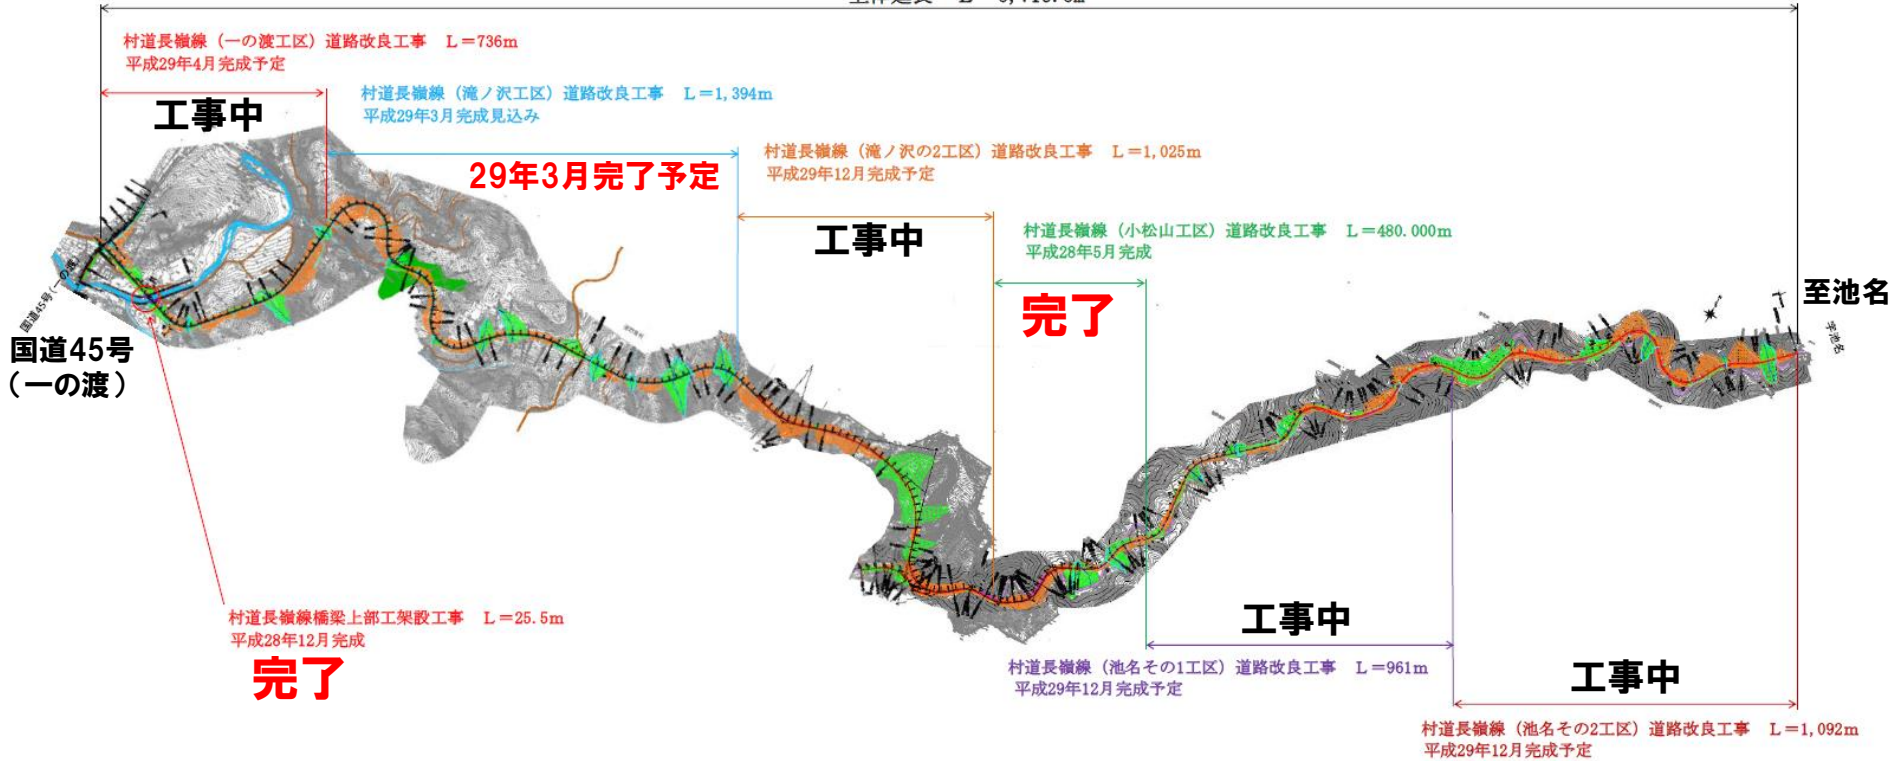 村道長嶺線（一の渡工区）道路改良工事　L＝736m
平成29年4月完成予定
工事中
村道長嶺線（滝ノ沢工区）道路改良工事　L＝1,394m
平成29年3月完成見込み
29年3月完了予定
村道長嶺線（滝ノ沢の2工区）道路改良工事　L＝1,025m
平成29年12月完成予定
工事中
村道長嶺線（小松山工区）道路改良工事　L＝480.000m
平成28年5月完成
完了
至池名
字池名
国道45号（一の渡）
国道45号
（一の渡）
村道長嶺線橋梁上部工架設工事　L＝25.5m
平成28年12月完成
完了
工事中
村道長嶺線（池名その1工区）道路改良工事　L＝961m
平成29年12月完成予定
工事中
村道長嶺線（池名その2工区）道路改良工事　L＝1,092m
平成29年12月完成予定